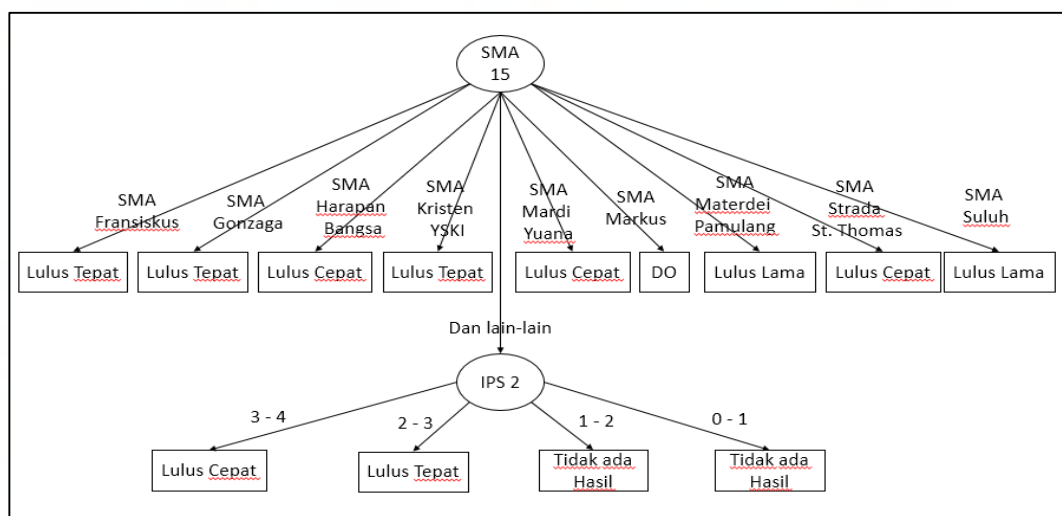 SMA
15
SMA
Fransiskus
SMA
Gonzaga
SMA
Harapan
Bangsa
SMA
Kristen
YSKI
SMA
Mardi
Yuana
SMA
Markus
SMA
Materdei
Pamulang
SMA
Strada
St. Thomas
SMA
Suluh
Lulus Tepat
Lulus Tepat
Lulus Cepat
Lulus Tepat
Lulus Cepat
DO
Lulus Lama
Lulus Cepat
Lulus Lama
Dan lain-lain
IPS 2
3 - 4
2 - 3
1 - 2
0 - 1
Lulus Cepat
Lulus Tepat
Tidak ada
Hasil
Tidak ada
Hasil